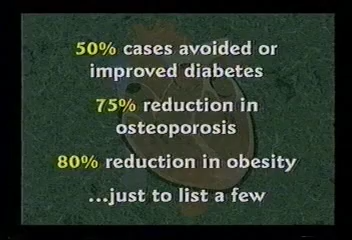 50% cases avoided or
improved diabetes
75% reduction in
osteoporosis
80% reduction in obesity
...just to list a few